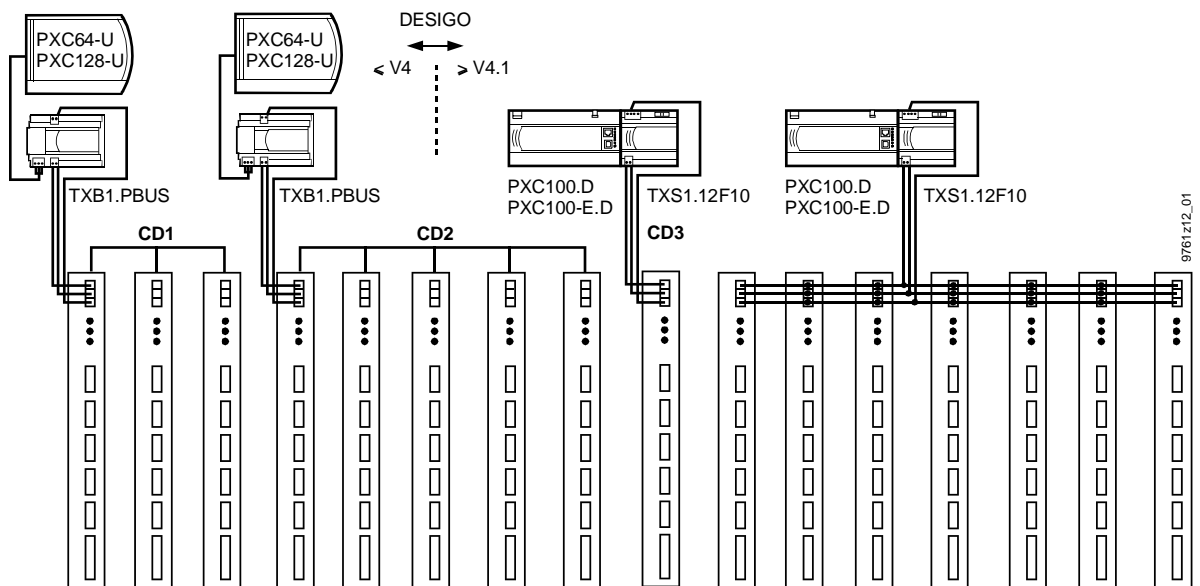 PXC64-U
PXC128-U
PXC64-U
PXC128-U
DESIGO
< V4
> V4.1
TXB1.PBUS
TXB1.PBUS
PXC100.D
PXC100-E.D
TXS1.12F10
PXC100.D
PXC100-E.D
TXS1.12F10
CD1
CD2
CD3
9761z12_01